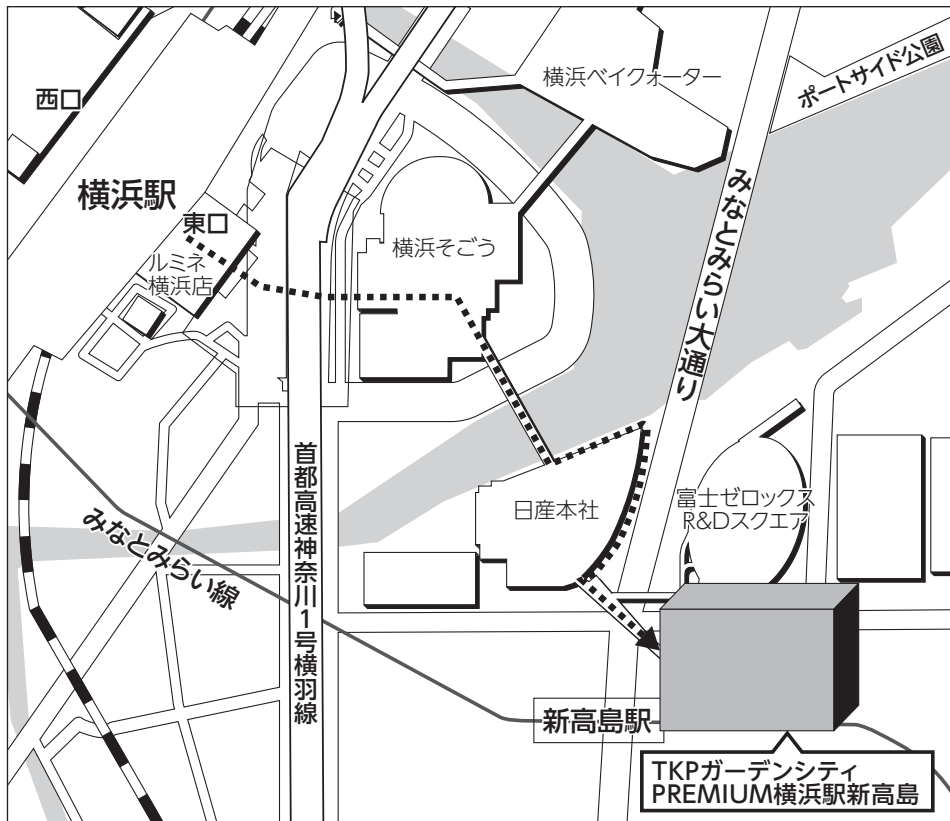 横浜ベイクォーター
ポートサイド公園
西口
横浜駅
東口
ルミネ
横浜店
横浜そごう
みなとみらい大通り
首都高速神奈川1号横羽線
みなとみらい線
日産本社
富士ゼロックス
R&Dスクエア
新高島駅
TKPガーデンシティ
PREMIUM横浜駅新高島